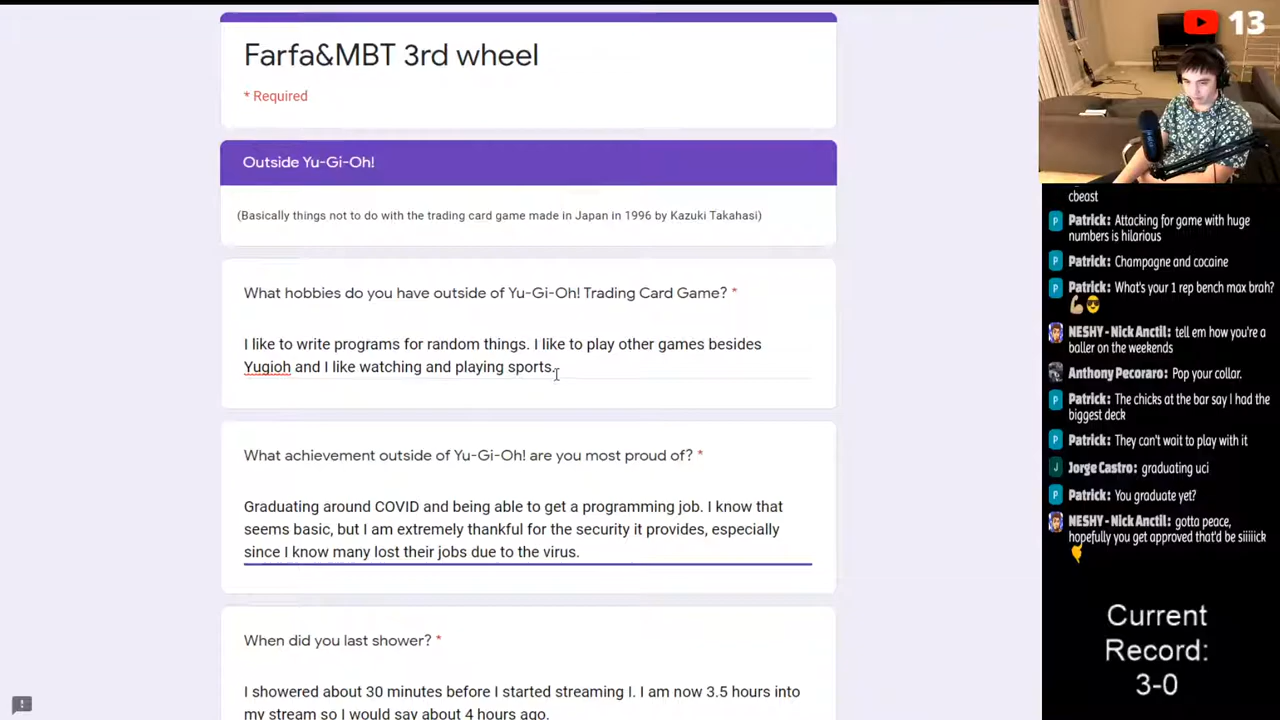 Farfa&MBT 3rd wheel
* Required
Outside Yu-Gi-Oh!
(Basically things not to do with the trading card game made in Japan in 1996 by Kazuki Takahasi)
What hobbies do you have outside of Yu-Gi-Oh! Trading Card Game? *
I like to write programs for random things. I like to play other games besides
Yugioh and I like watching and playing sports.
What achievement outside of Yu-Gi-Oh! are you most proud of? *
Graduating around COVID and being able to get a programming job. I know that
seems basic, but I am extremely thankful for the security it provides, especially
since I know many lost their jobs due to the virus.
When did you last shower? *
I showered about 30 minutes before I started streaming I. I am now 3.5 hours into
my stream so I would say about 4 hours ago.
13
cbeast
P Patrick: Attacking for game with huge
numbers is hilarious
P Patrick: Champagne and cocaine
P Patrick: What's your 1 rep bench max brah?
💪😎
NESHY - Nick Anctil: tell em how you're a
baller on the weekends
Anthony Pecoraro: Pop your collar.
P Patrick: The chicks at the bar say I had the
biggest deck
P Patrick: They can't wait to play with it
J Jorge Castro: graduating uci
P Patrick: You graduate yet?
NESHY - Nick Anctil: gotta peace,
hopefully you get approved that'd be siiiiick
Current
Record:
3-0